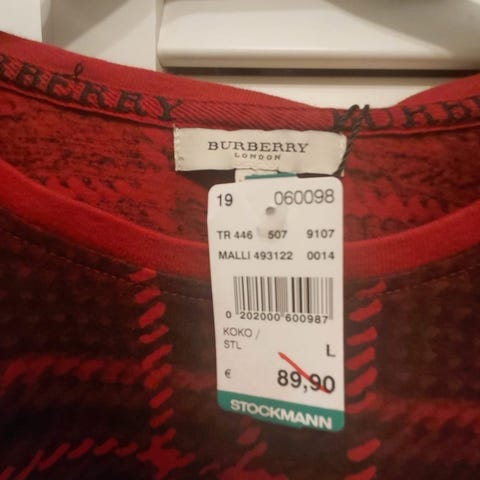 BURBERRY
BURBERRY
BURBERRY
LONDON
19 060098
TR 446 507 9107
MALLI 493122 0014
0 202000 600987
KOKO /
STL
L
€ 89,90
STOCKMANN